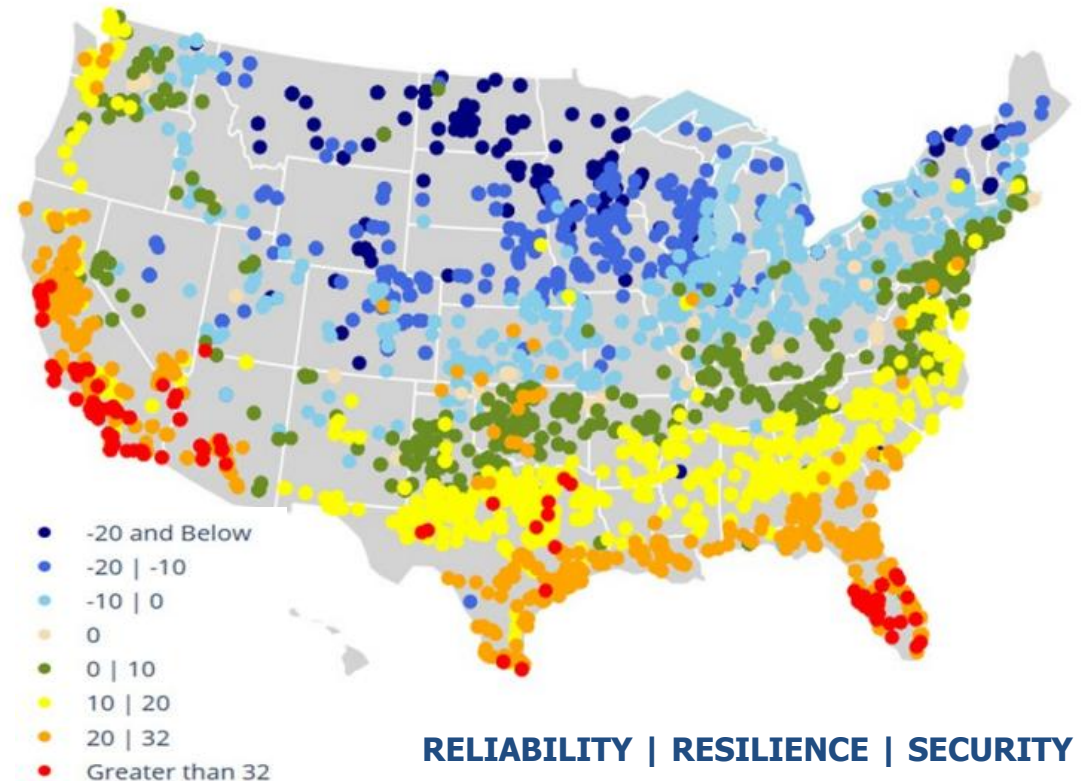 -20 and Below
-20 | -10
-10 | 0
0
0 | 10
10 | 20
20 | 32
Greater than 32
RELIABILITY | RESILIENCE | SECURITY